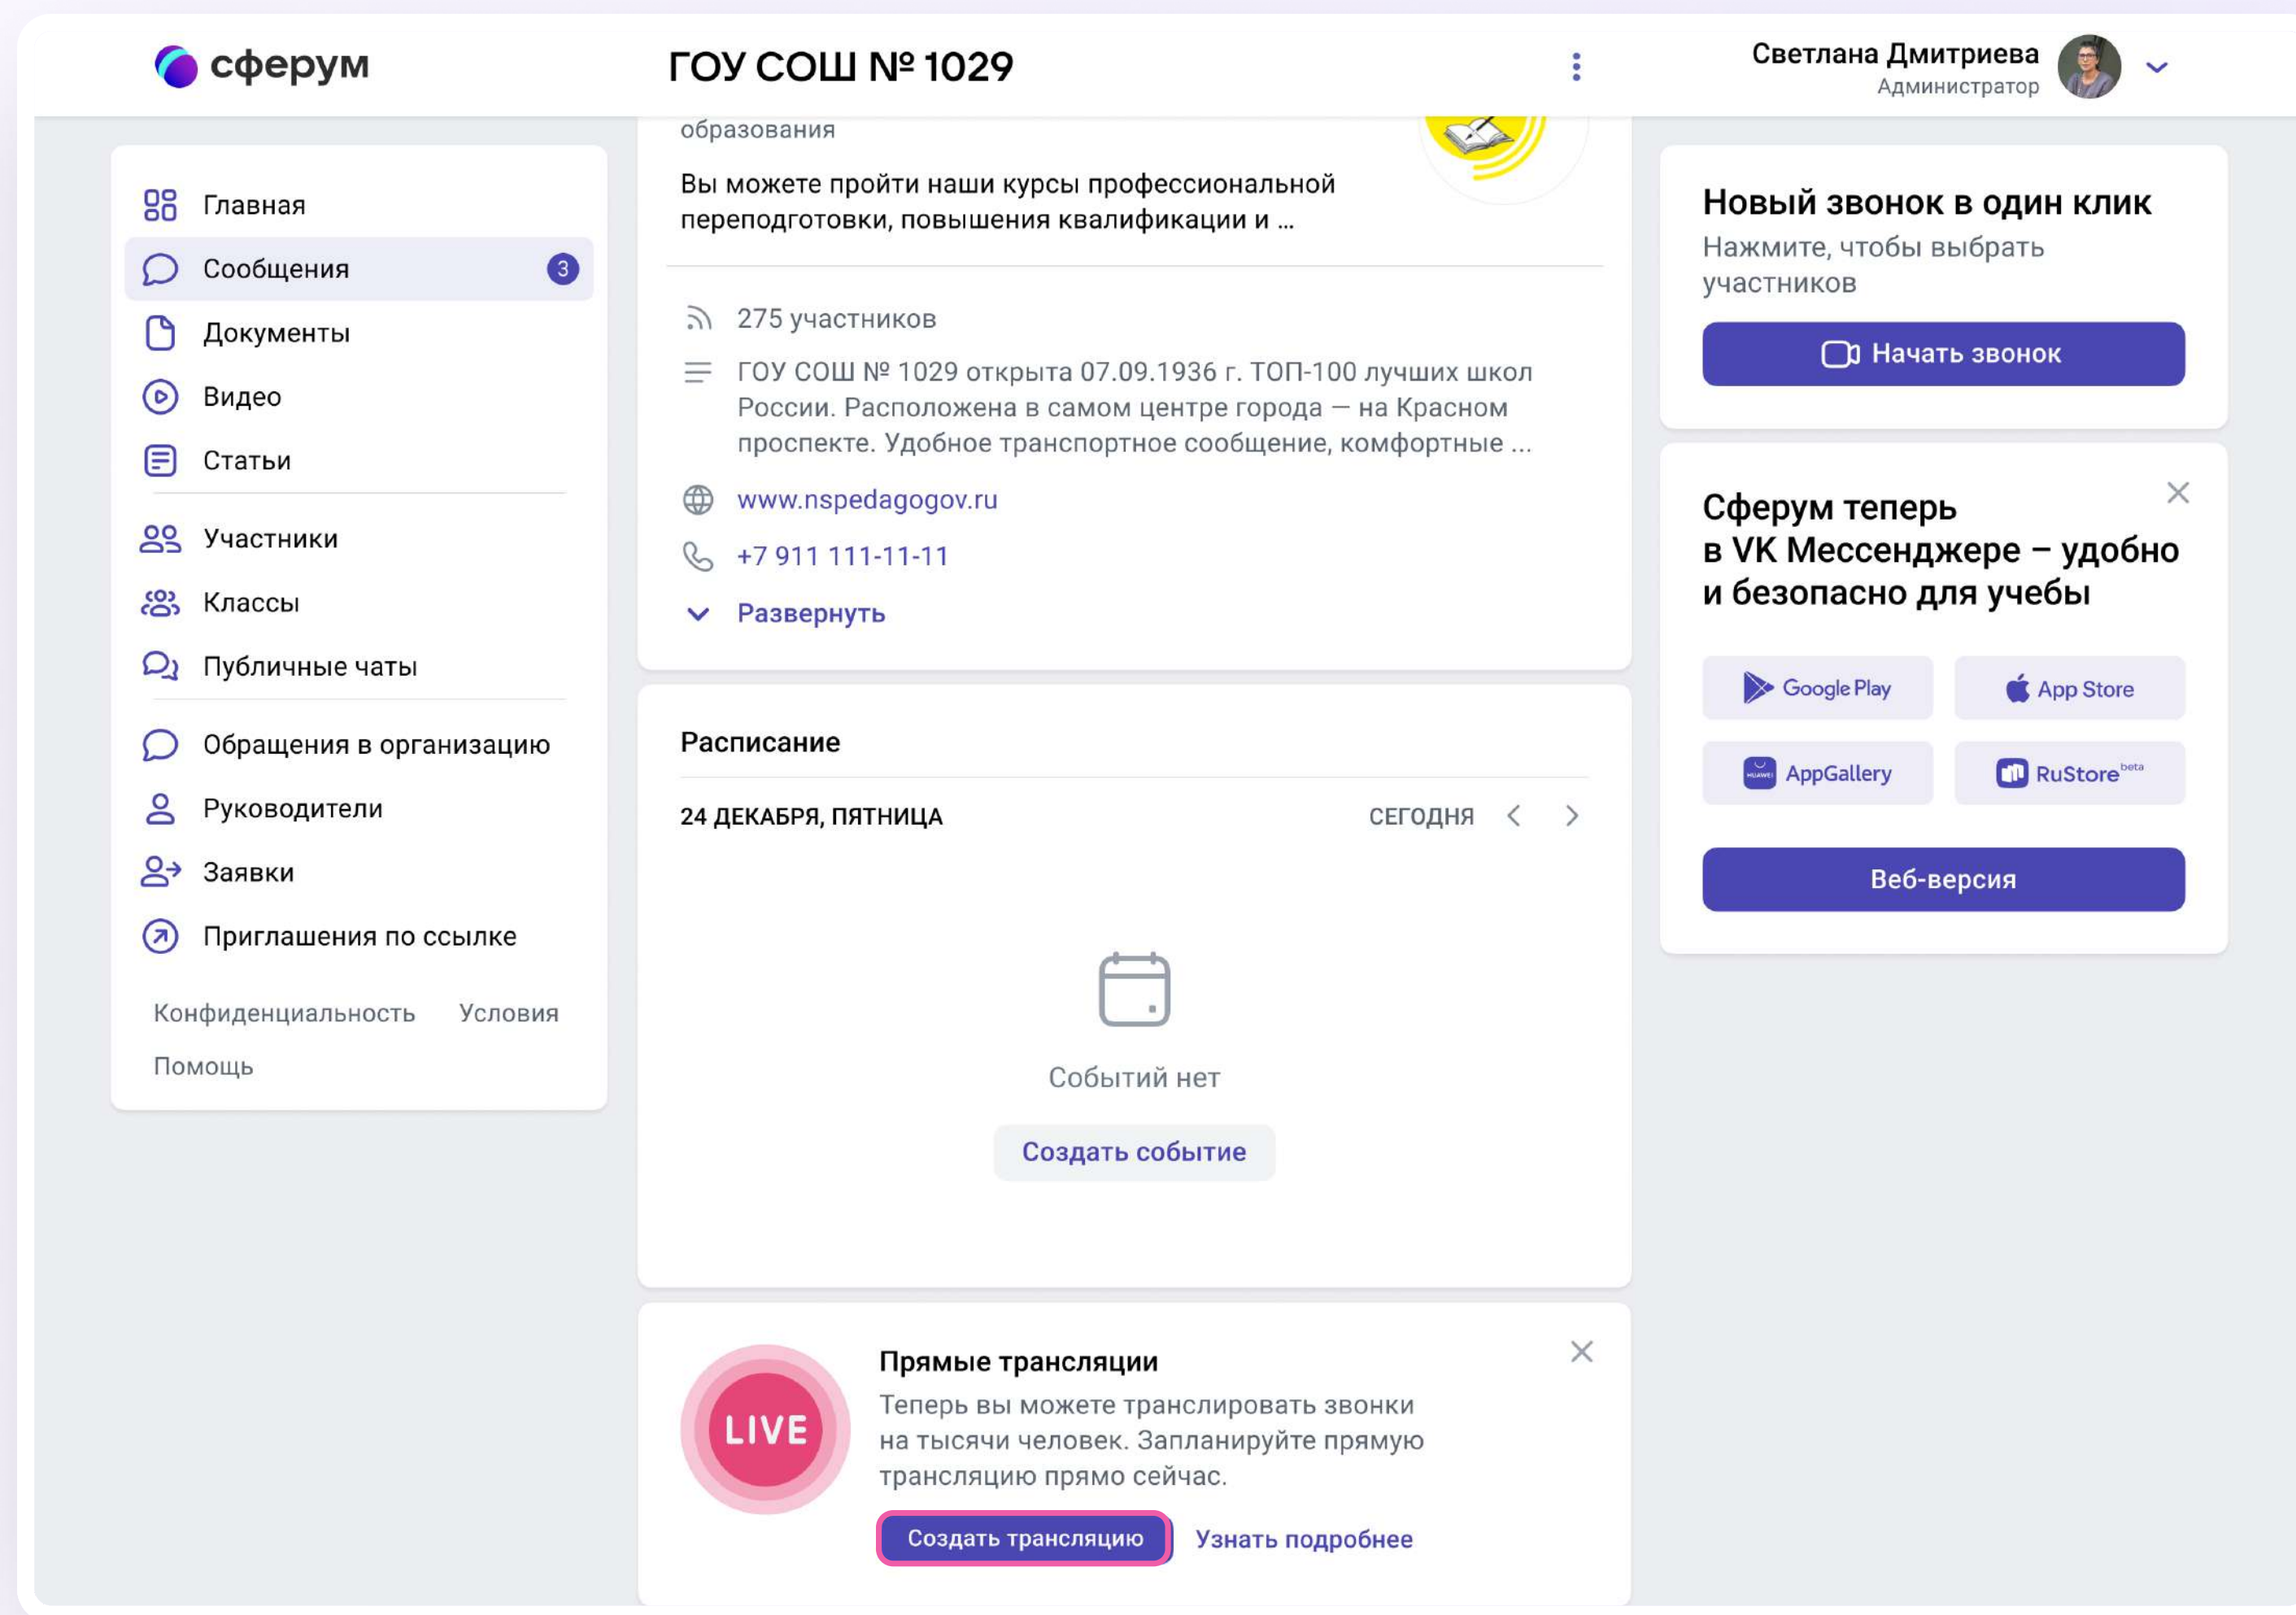 сферум
ГОУ СОШ № 1029
Светлана Дмитриева
Администратор
Главная
Сообщения 3
Документы
Видео
Статьи
Участники
Классы
Публичные чаты
Обращения в организацию
Руководители
Заявки
Приглашения по ссылке
Конфиденциальность Условия
Помощь
образования
Вы можете пройти наши курсы профессиональной
переподготовки, повышения квалификации и ...
275 участников
ГОУ СОШ № 1029 открыта 07.09.1936 г. ТОП-100 лучших школ
России. Расположена в самом центре города — на Красном
проспекте. Удобное транспортное сообщение, комфортные ...
www.nspedagogov.ru
+7 911 111-11-11
Развернуть
Расписание
24 ДЕКАБРЯ, ПЯТНИЦА СЕГОДНЯ
Событий нет
Создать событие
LIVE
Прямые трансляции
Теперь вы можете транслировать звонки
на тысячи человек. Запланируйте прямую
трансляцию прямо сейчас.
Создать трансляцию Узнать подробнее
Новый звонок в один клик
Нажмите, чтобы выбрать
участников
Начать звонок
Сферум теперь
в VK Мессенджере – удобно
и безопасно для учебы
Google Play App Store
HUAWEI AppGallery RuStore beta
Веб-версия